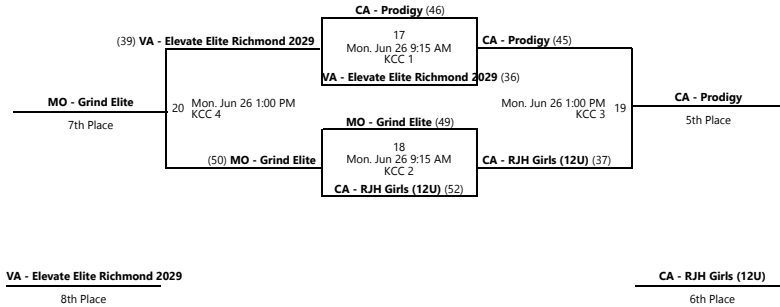 CA - Prodigy (46)
(39) VA - Elevate Elite Richmond 2029
17
Mon. Jun 26 9:15 AM
KCC 1
CA - Prodigy (45)
VA - Elevate Elite Richmond 2029 (36)
MO - Grind Elite
7th Place
20 Mon. Jun 26 1:00 PM
KCC 4
Mon. Jun 26 1:00 PM 19
KCC 3
CA - Prodigy
5th Place
MO - Grind Elite (49)
18
Mon. Jun 26 9:15 AM
KCC 2
(50) MO - Grind Elite
CA - RJH Girls (12U) (37)
CA - RJH Girls (12U) (52)
VA - Elevate Elite Richmond 2029
8th Place
CA - RJH Girls (12U)
6th Place